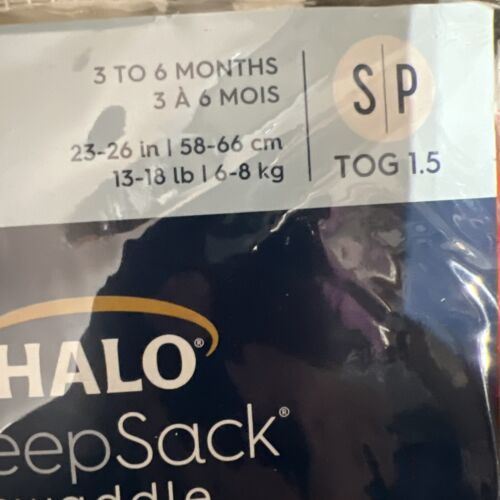 3 TO 6 MONTHS
3 À 6 MOIS
23-26 in | 58-66 cm
13-18 lb | 6-8 kg
S|P
TOG 1.5
HALO®
eepSack®
waddle